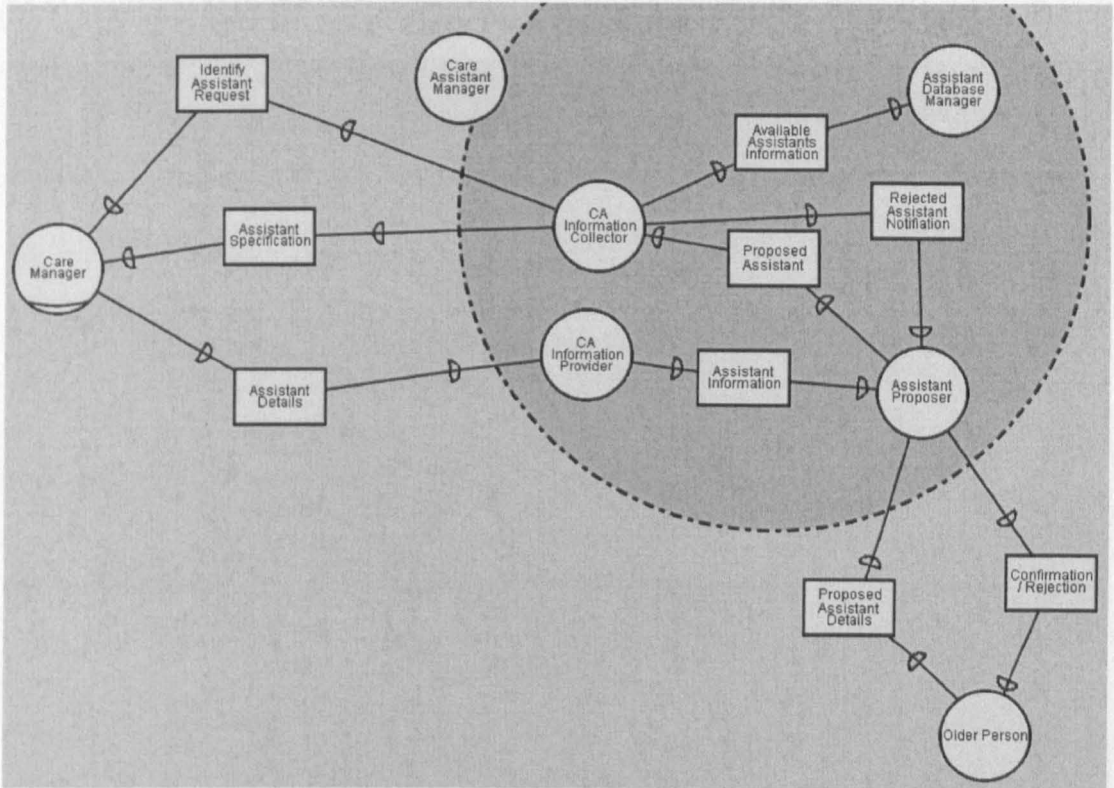 Identify
Assistant
Request
Care
Assistant
Manager
Assistant
Database
Manager
Available
Assistants
Information
CA
Information
Collector
Rejected
Assistant
Notifiation
Assistant
Specification
Care
Manager
Proposed
Assistant
CA
Information
Provider
Assistant
Information
Assistant
Proposer
Assistant
Details
Proposed
Assistant
Details
Confirmation
/ Rejection
Older Person